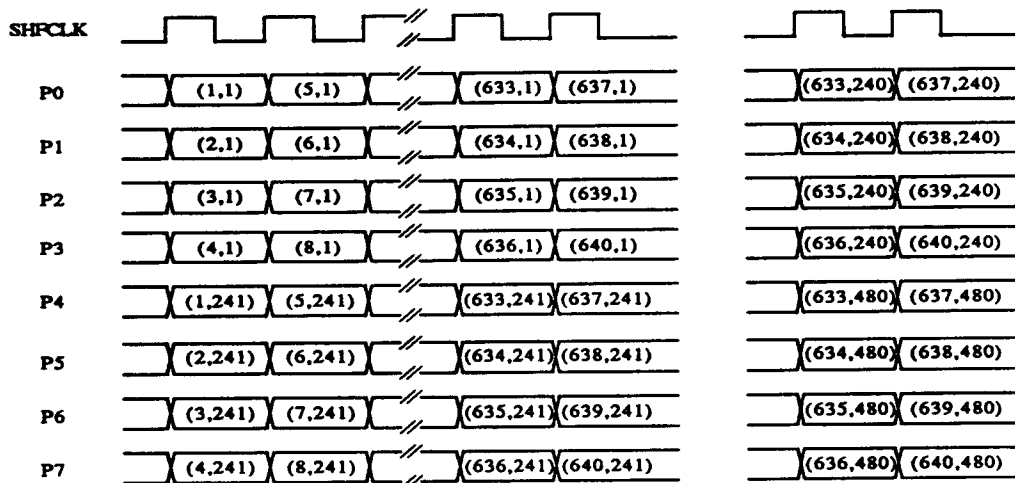 SHFCLK
P0 (1,1) (5,1) (633,1) (637,1) (633,240) (637,240)
P1 (2,1) (6,1) (634,1) (638,1) (634,240) (638,240)
P2 (3,1) (7,1) (635,1) (639,1) (635,240) (639,240)
P3 (4,1) (8,1) (636,1) (640,1) (636,240) (640,240)
P4 (1,241) (5,241) (633,241) (637,241) (633,480) (637,480)
P5 (2,241) (6,241) (634,241) (638,241) (634,480) (638,480)
P6 (3,241) (7,241) (635,241) (639,241) (635,480) (639,480)
P7 (4,241) (8,241) (636,241) (640,241) (636,480) (640,480)